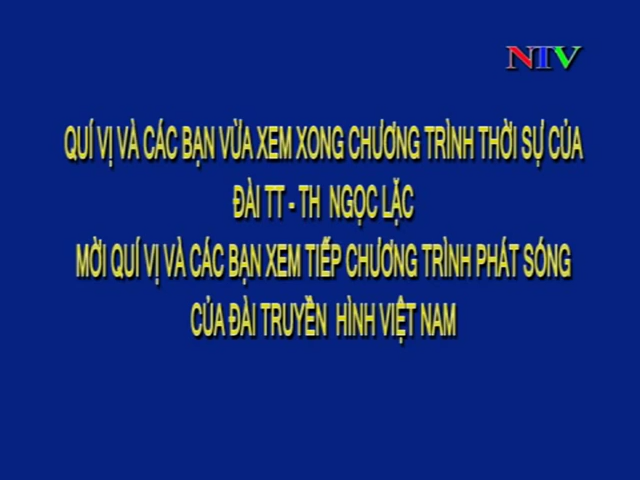 NTV
QUÍ VỊ VÀ CÁC BẠN VỪA XEM XONG CHƯƠNG TRÌNH THỜI SỰ CỦA
ĐÀI TT - TH NGỌC LẶC
MỜI QUÍ VỊ VÀ CÁC BẠN XEM TIẾP CHƯƠNG TRÌNH PHÁT SÓNG
CỦA ĐÀI TRUYỀN HÌNH VIỆT NAM